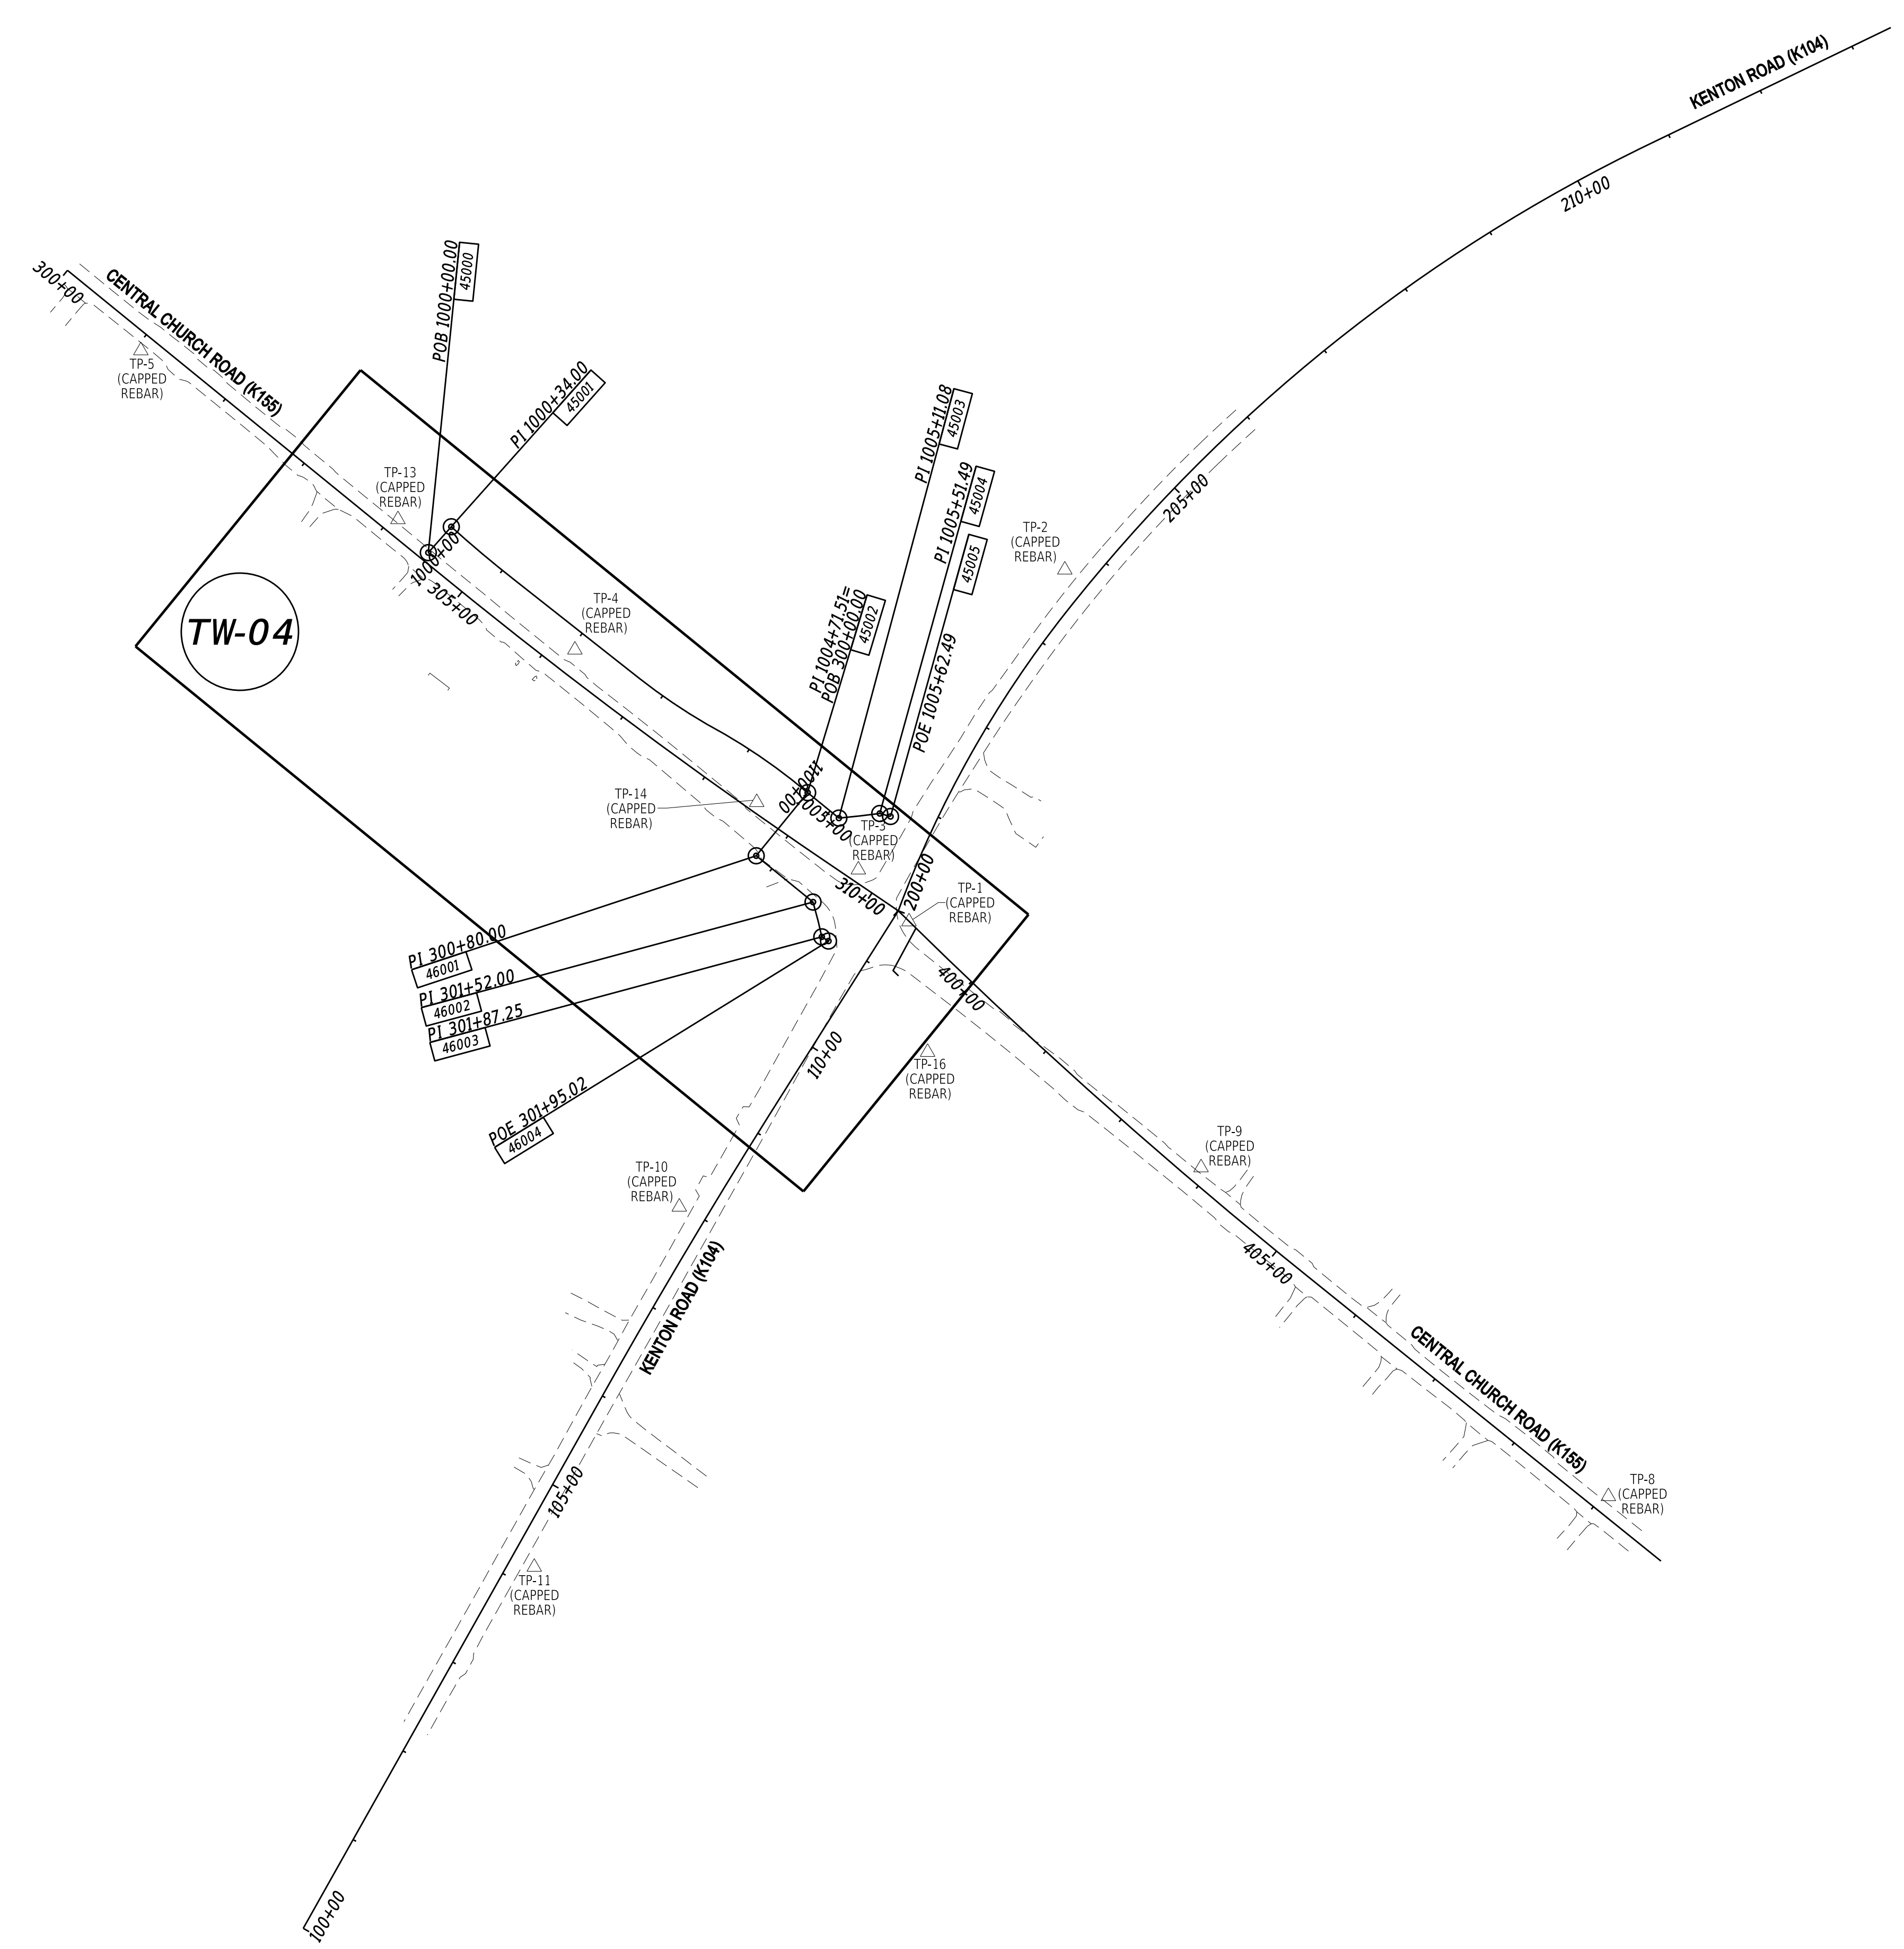 KENTON ROAD (K104)
210+00
POB 1000+00.00
45000
300+00
CENTRAL CHURCH ROAD (K155)
TP-5
(CAPPED
REBAR)
PI 1000+34.00
45001
PI 1005+11.08
45003
PI 1005+51.49
45004
205+00
TP-13
(CAPPED
REBAR)
TP-2
(CAPPED
REBAR)
45005
1000+00
305+00
TP-4
(CAPPED
REBAR)
PI 1004+71.51=
POB 300+00.00
45002
TW-04
POE 1005+62.49
TP-14
(CAPPED
REBAR)
1005+00
TP-3
(CAPPED
REBAR)
310+00
200+00
TP-1
(CAPPED
REBAR)
PI 300+80.00
46001
PI 301+52.00
46002
PI 301+87.25
46003
400+00
110+00
TP-16
(CAPPED
REBAR)
POE 301+95.02
46004
TP-10
(CAPPED
REBAR)
TP-9
(CAPPED
REBAR)
KENTON ROAD (K104)
405+00
CENTRAL CHURCH ROAD (K155)
105+00
TP-8
(CAPPED
REBAR)
TP-11
(CAPPED
REBAR)
100+00